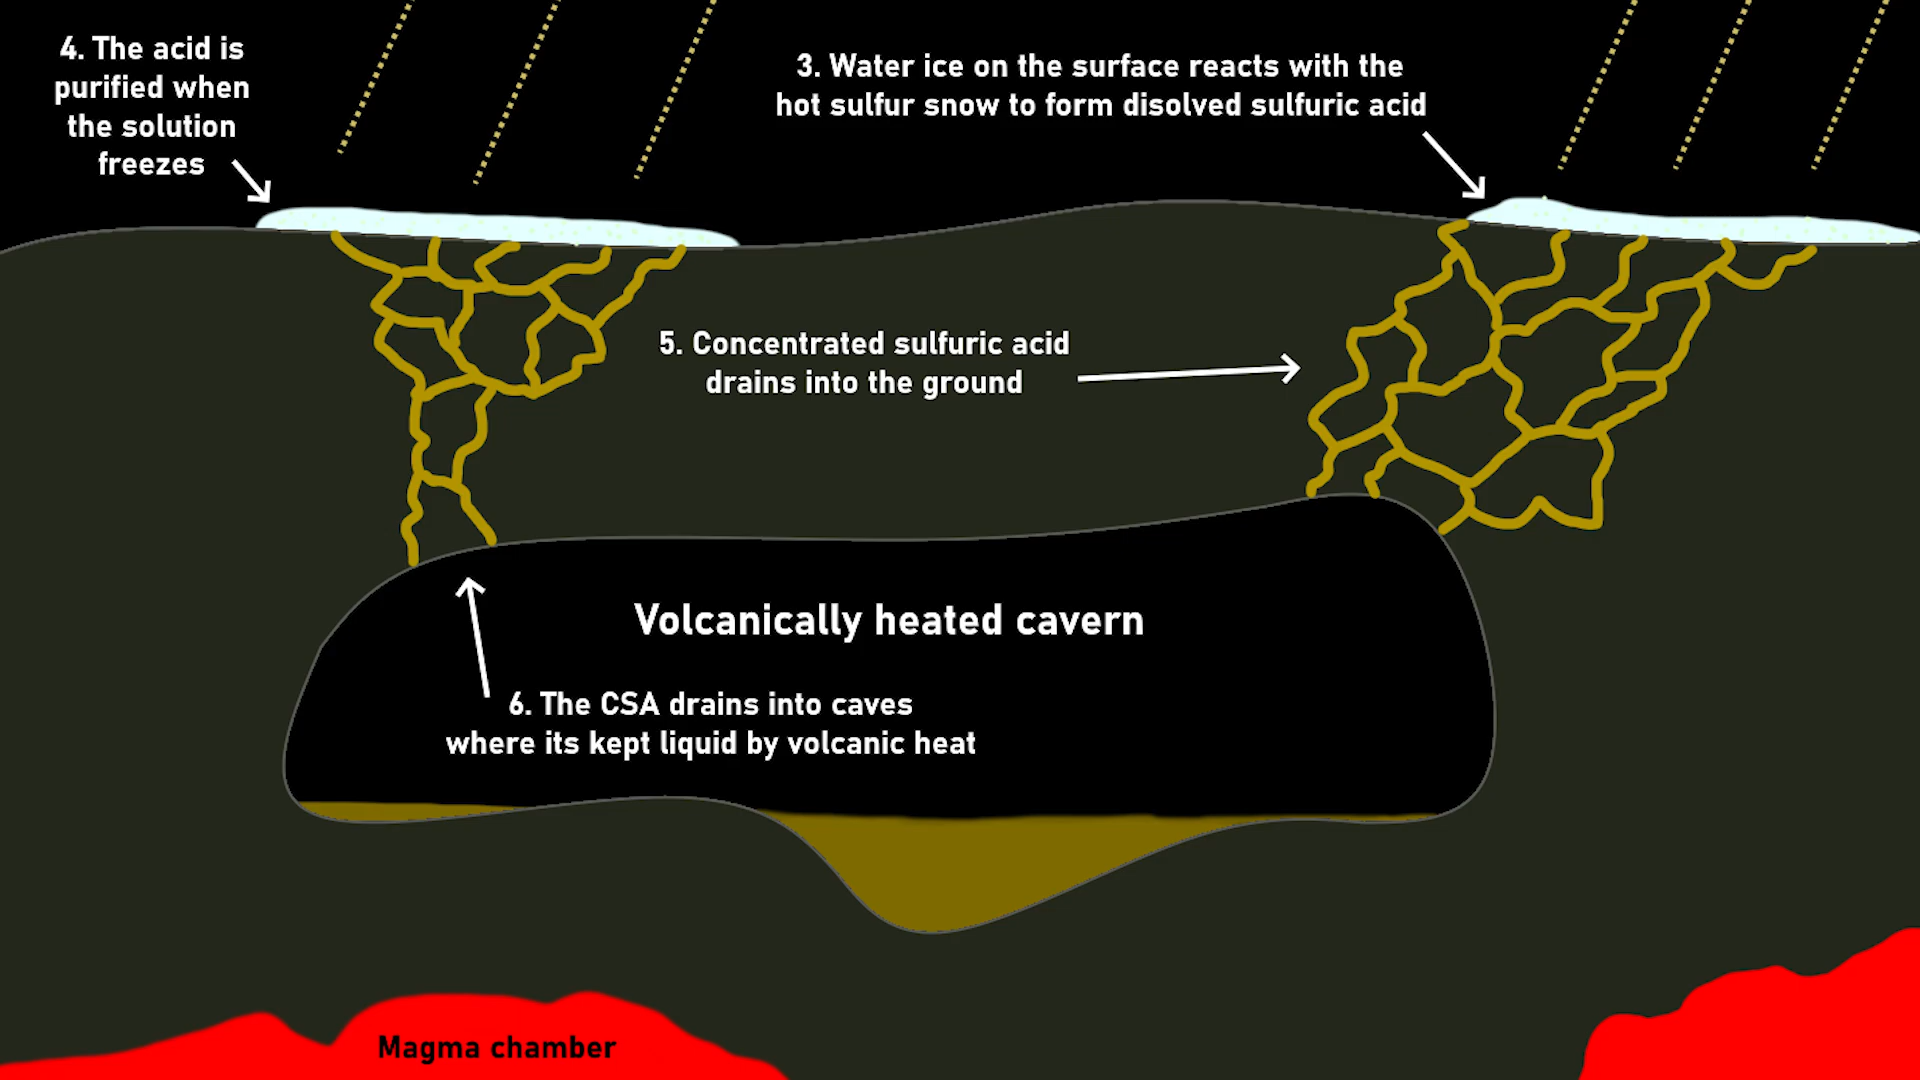 4. The acid is
purified when
the solution
freezes
3. Water ice on the surface reacts with the
hot sulfur snow to form disolved sulfuric acid
5. Concentrated sulfuric acid
drains into the ground
Volcanically heated cavern
6. The CSA drains into caves
where its kept liquid by volcanic heat
Magma chamber